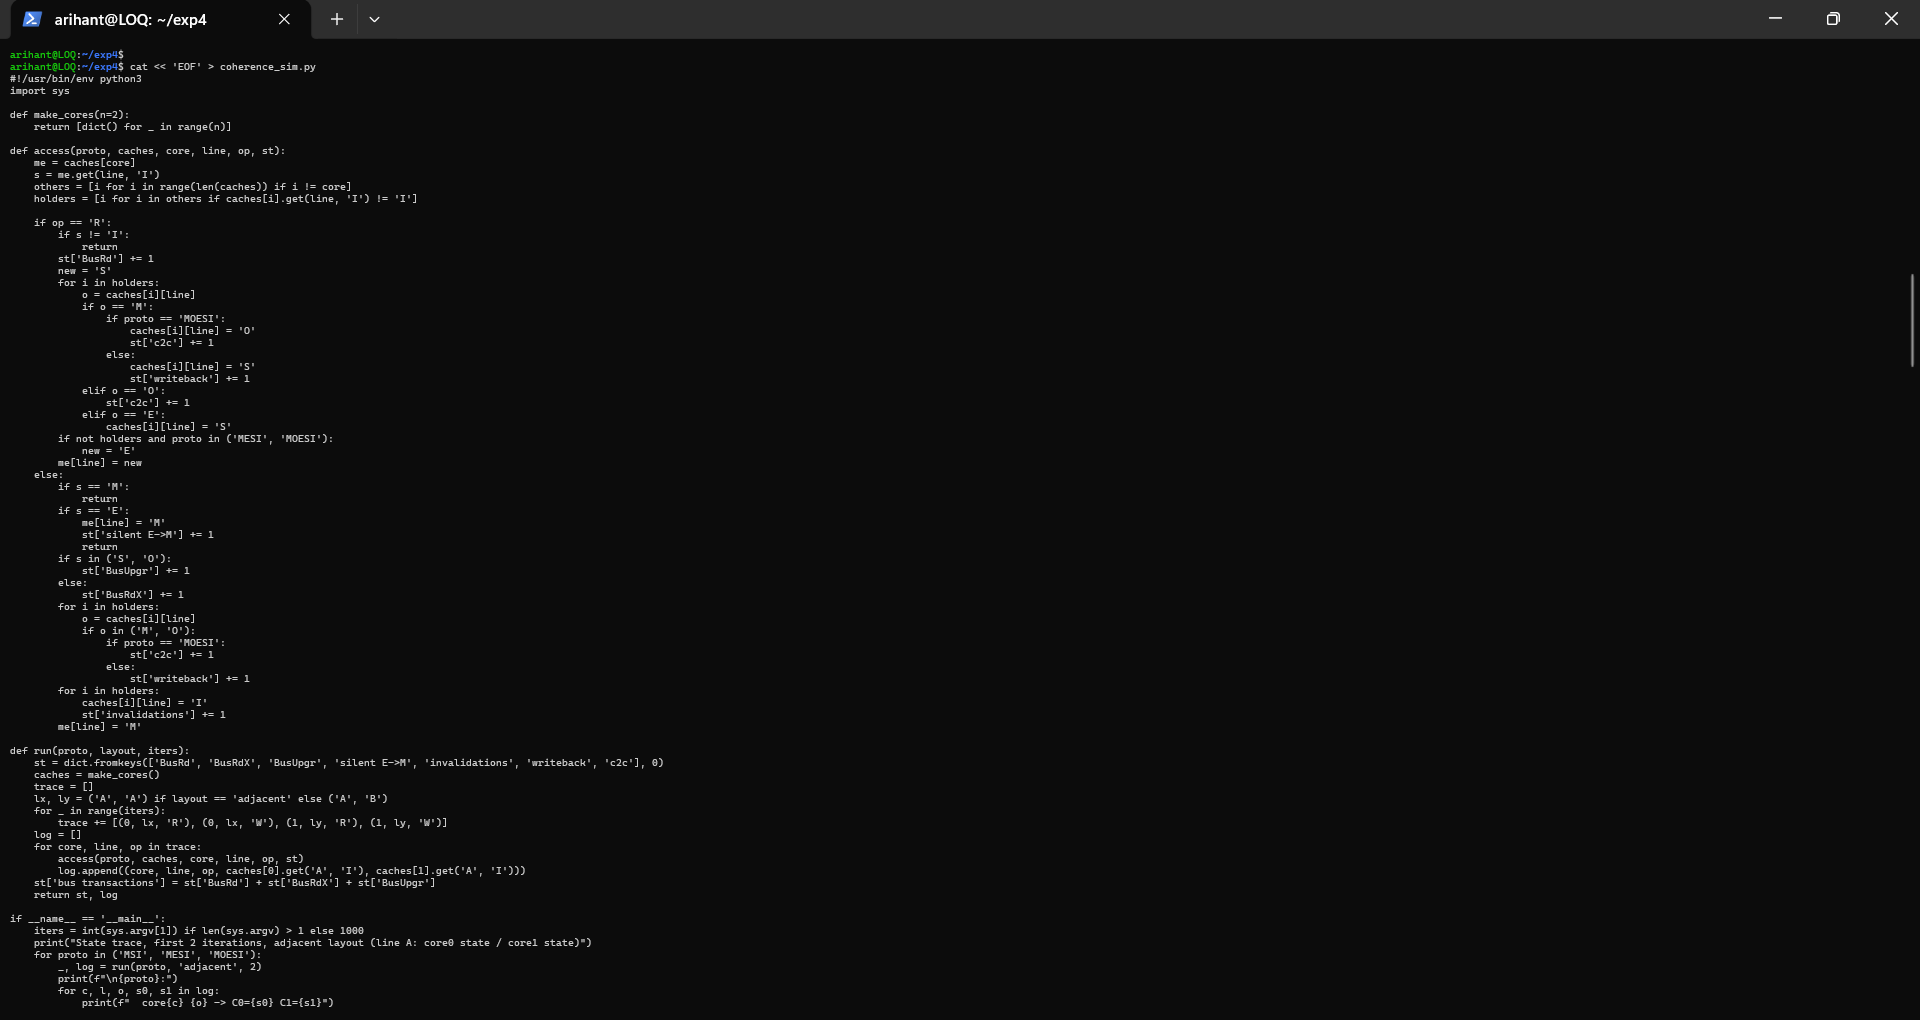 arihant@LOQ: ~/exp4
arihant@LOQ:~/exp4$
arihant@LOQ:~/exp4$ cat << 'EOF' > coherence_sim.py
#!/usr/bin/env python3
import sys

def make_cores(n=2):
    return [dict() for _ in range(n)]

def access(proto, caches, core, line, op, st):
    me = caches[core]
    s = me.get(line, 'I')
    others = [i for i in range(len(caches)) if i != core]
    holders = [i for i in others if caches[i].get(line, 'I') != 'I']

    if op == 'R':
        if s != 'I':
            return
        st['BusRd'] += 1
        new = 'S'
        for i in holders:
            o = caches[i][line]
            if o == 'M':
                if proto == 'MOESI':
                    caches[i][line] = 'O'
                    st['c2c'] += 1
                else:
                    caches[i][line] = 'S'
                    st['writeback'] += 1
            elif o == 'O':
                st['c2c'] += 1
            elif o == 'E':
                caches[i][line] = 'S'
        if not holders and proto in ('MESI', 'MOESI'):
            new = 'E'
        me[line] = new
    else:
        if s == 'M':
            return
        if s == 'E':
            me[line] = 'M'
            st['silent E->M'] += 1
            return
        if s in ('S', 'O'):
            st['BusUpgr'] += 1
        else:
            st['BusRdX'] += 1
        for i in holders:
            o = caches[i][line]
            if o in ('M', 'O'):
                if proto == 'MOESI':
                    st['c2c'] += 1
                else:
                    st['writeback'] += 1
        for i in holders:
            caches[i][line] = 'I'
            st['invalidations'] += 1
        me[line] = 'M'

def run(proto, layout, iters):
    st = dict.fromkeys(['BusRd', 'BusRdX', 'BusUpgr', 'silent E->M', 'invalidations', 'writeback', 'c2c'], 0)
    caches = make_cores()
    trace = []
    lx, ly = ('A', 'A') if layout == 'adjacent' else ('A', 'B')
    for _ in range(iters):
        trace += [(0, lx, 'R'), (0, lx, 'W'), (1, ly, 'R'), (1, ly, 'W')]
    log = []
    for core, line, op in trace:
        access(proto, caches, core, line, op, st)
        log.append((core, line, op, caches[0].get('A', 'I'), caches[1].get('A', 'I')))
    st['bus transactions'] = st['BusRd'] + st['BusRdX'] + st['BusUpgr']
    return st, log

if __name__ == '__main__':
    iters = int(sys.argv[1]) if len(sys.argv) > 1 else 1000
    print("State trace, first 2 iterations, adjacent layout (line A: core0 state / core1 state)")
    for proto in ('MSI', 'MESI', 'MOESI'):
        _, log = run(proto, 'adjacent', 2)
        print(f"\n{proto}:")
        for c, l, o, s0, s1 in log:
            print(f"  core{c} {o} -> C0={s0} C1={s1}")